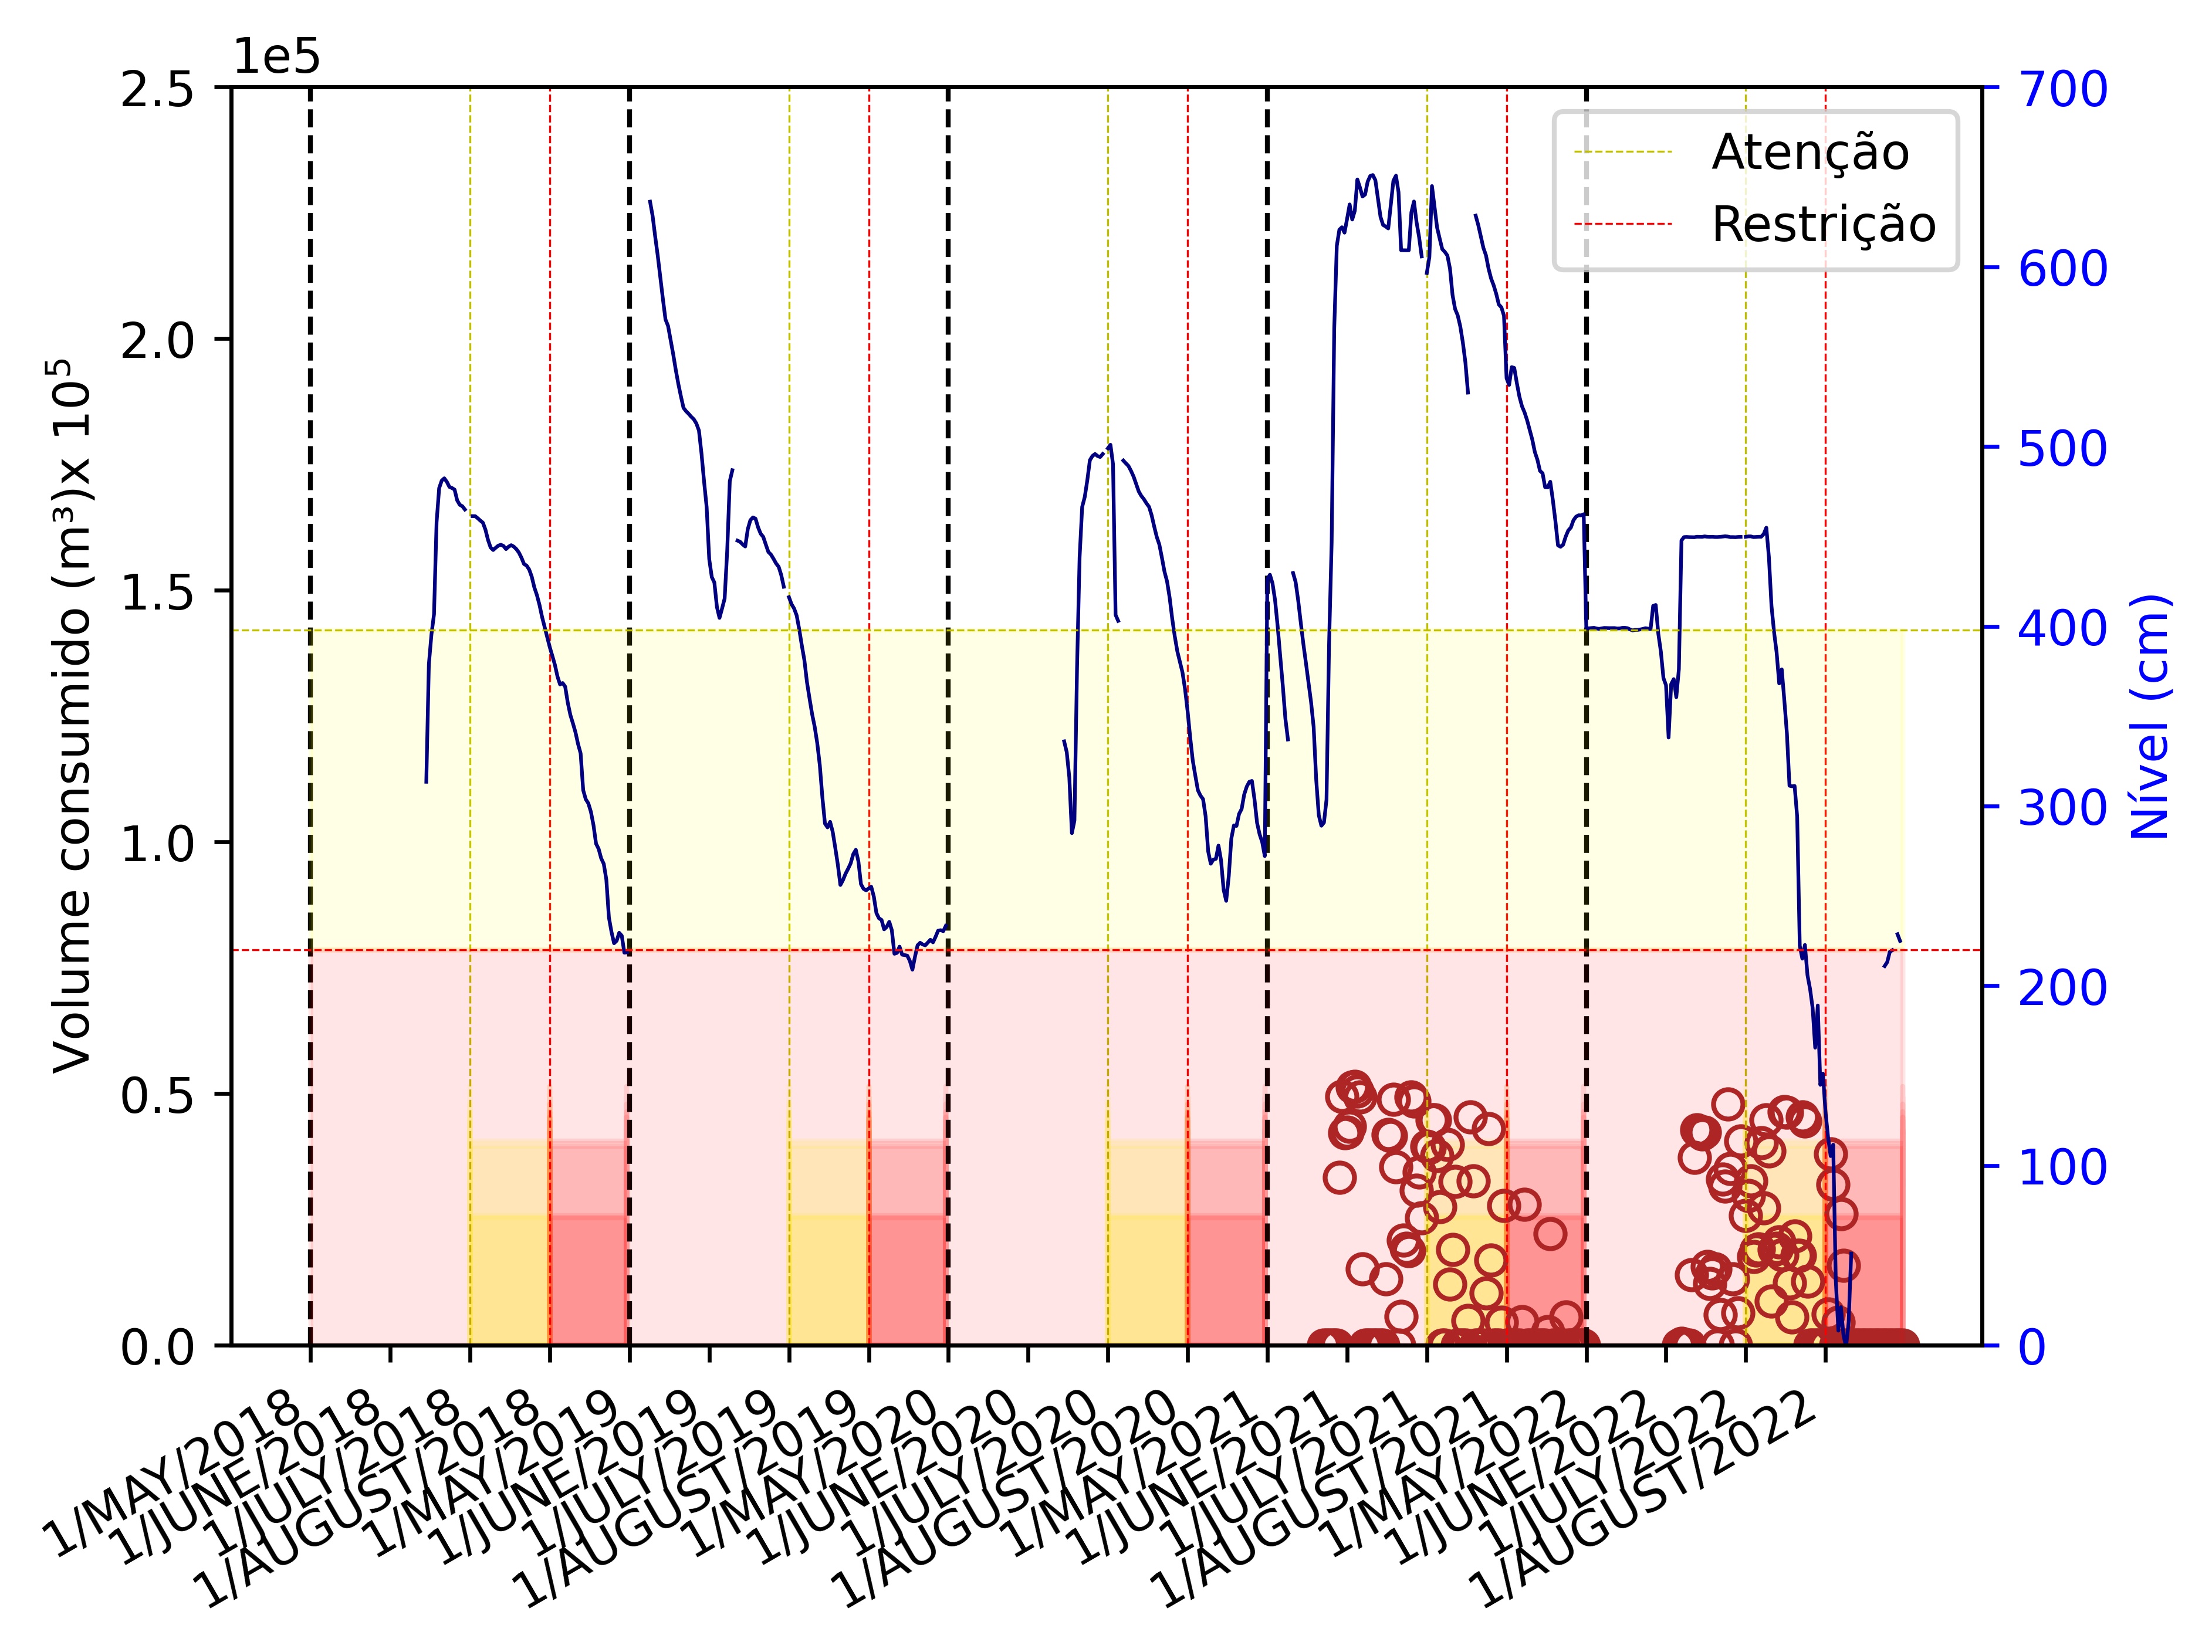 1e5
2.5
2.0
1.5
1.0
0.5
0.0
Volume consumido (m³)x 10⁵
700
600
500
400
300
200
100
0
Nível (cm)
Atenção
Restrição
1/MAY/2018
1/JUNE/2018
1/JULY/2018
1/AUGUST/2018
1/MAY/2019
1/JUNE/2019
1/JULY/2019
1/AUGUST/2019
1/MAY/2020
1/JUNE/2020
1/JULY/2020
1/AUGUST/2020
1/MAY/2021
1/JUNE/2021
1/JULY/2021
1/AUGUST/2021
1/MAY/2022
1/JUNE/2022
1/JULY/2022
1/AUGUST/2022